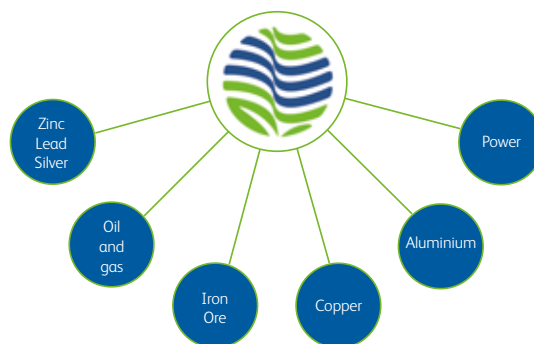 Zinc
Lead
Silver
Power
Oil
and
gas
Aluminium
Iron
Ore
Copper